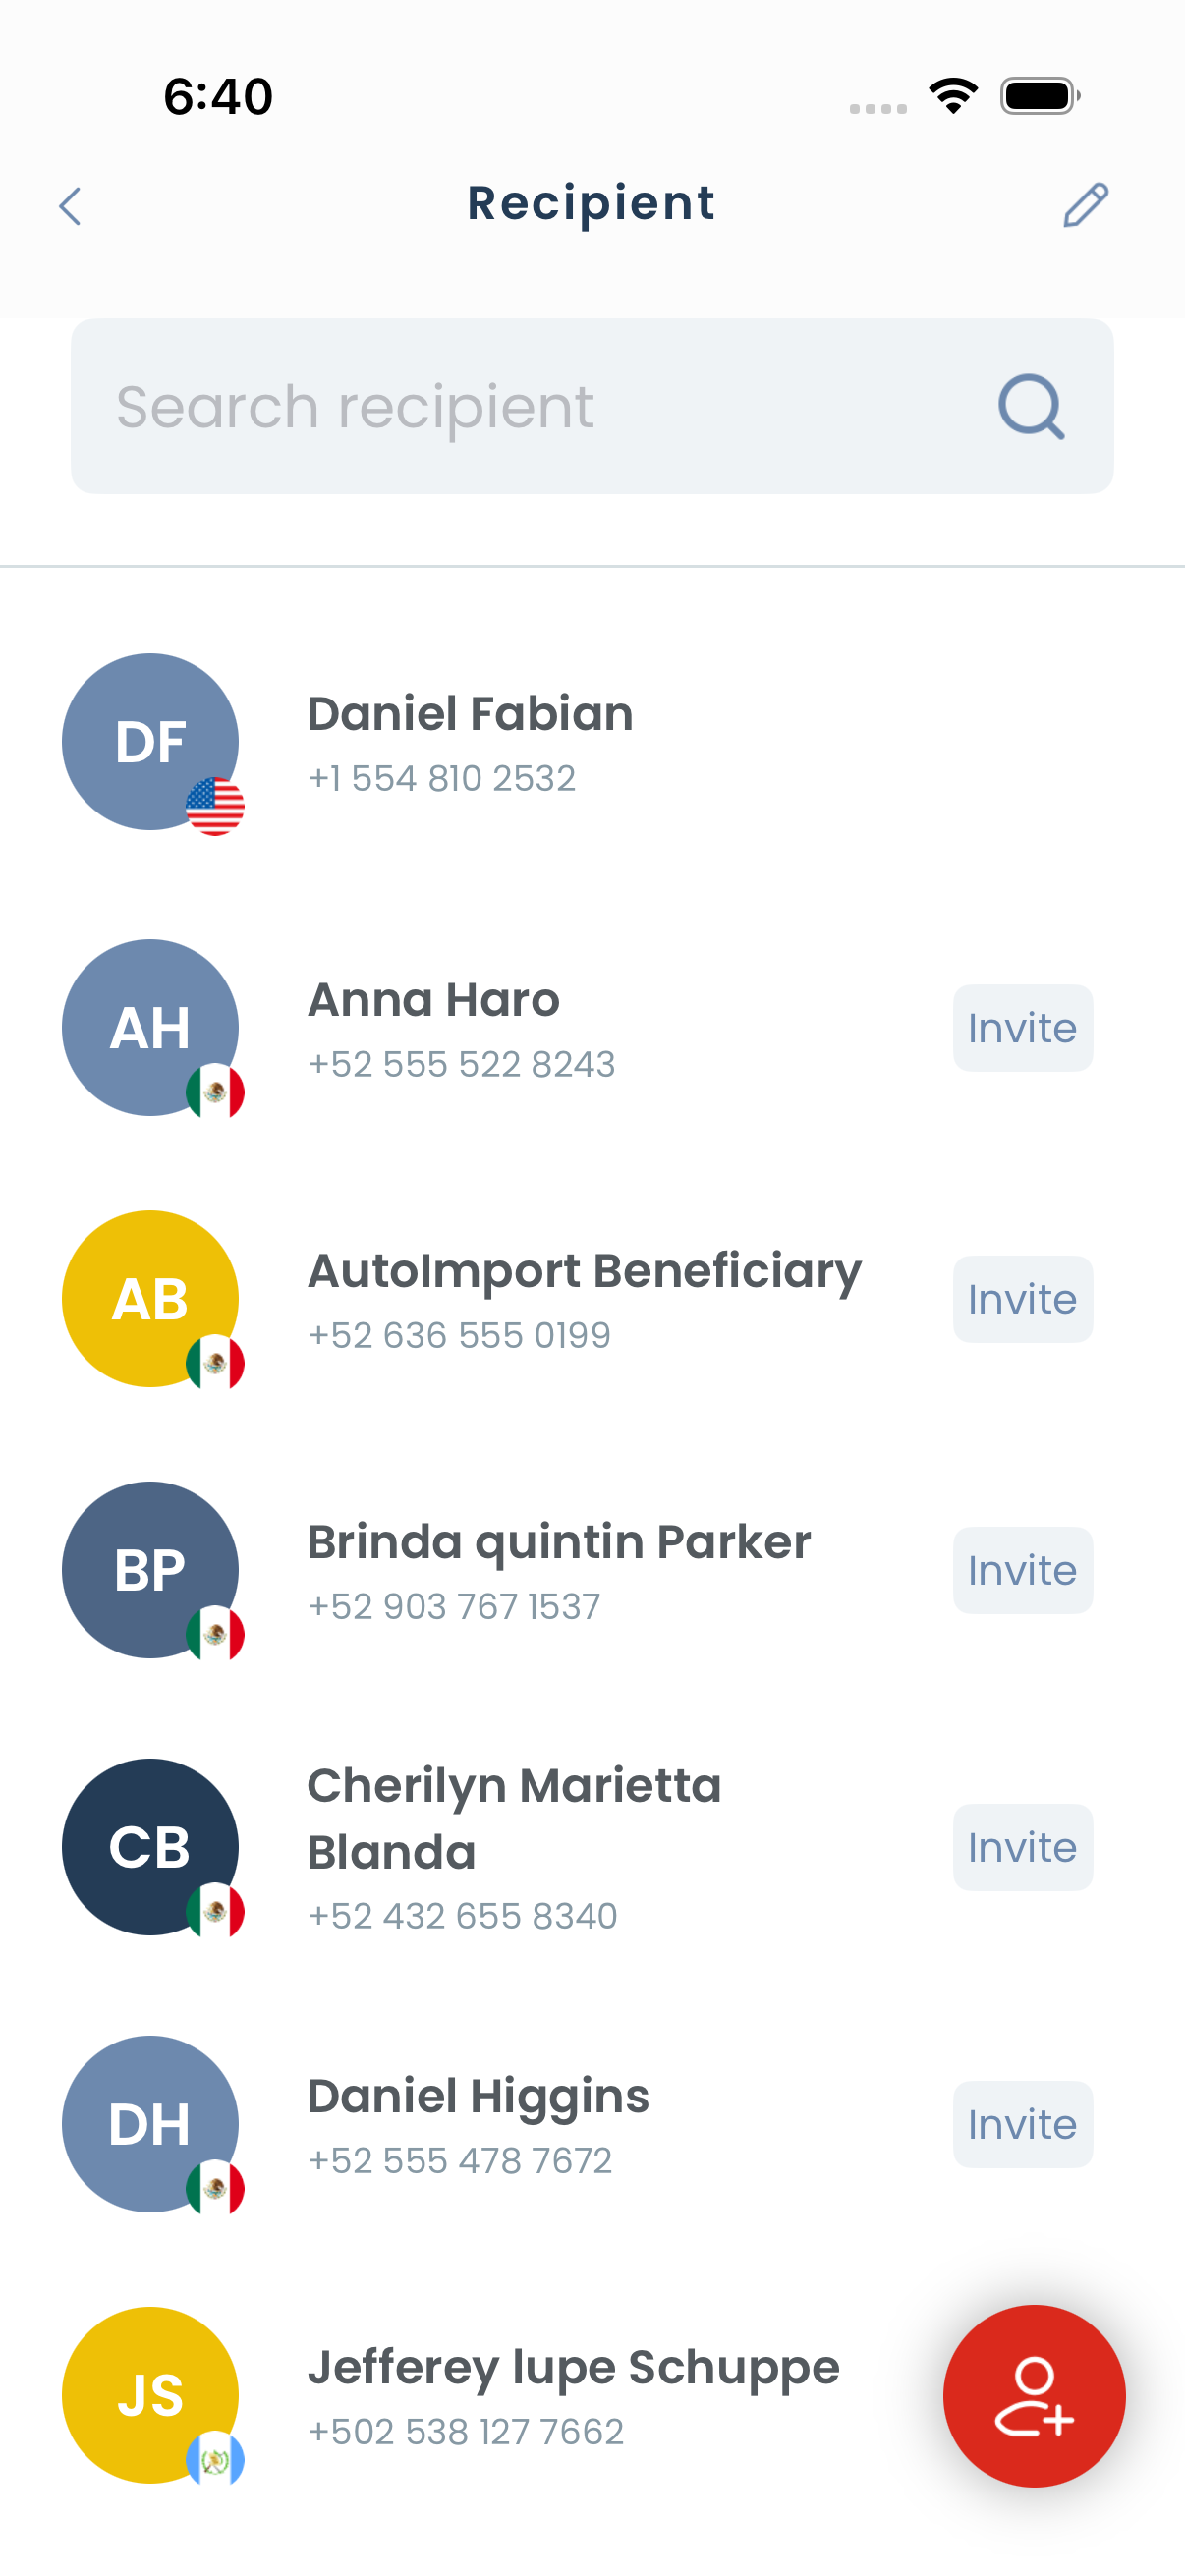 6:40
Recipient
Search recipient
DF
Daniel Fabian
+1 554 810 2532
AH
Anna Haro
+52 555 522 8243
Invite
AB
AutoImport Beneficiary
+52 636 555 0199
Invite
BP
Brinda quintin Parker
+52 903 767 1537
Invite
CB
Cherilyn Marietta
Blanda
+52 432 655 8340
Invite
DH
Daniel Higgins
+52 555 478 7672
Invite
JS
Jefferey lupe Schuppe
+502 538 127 7662